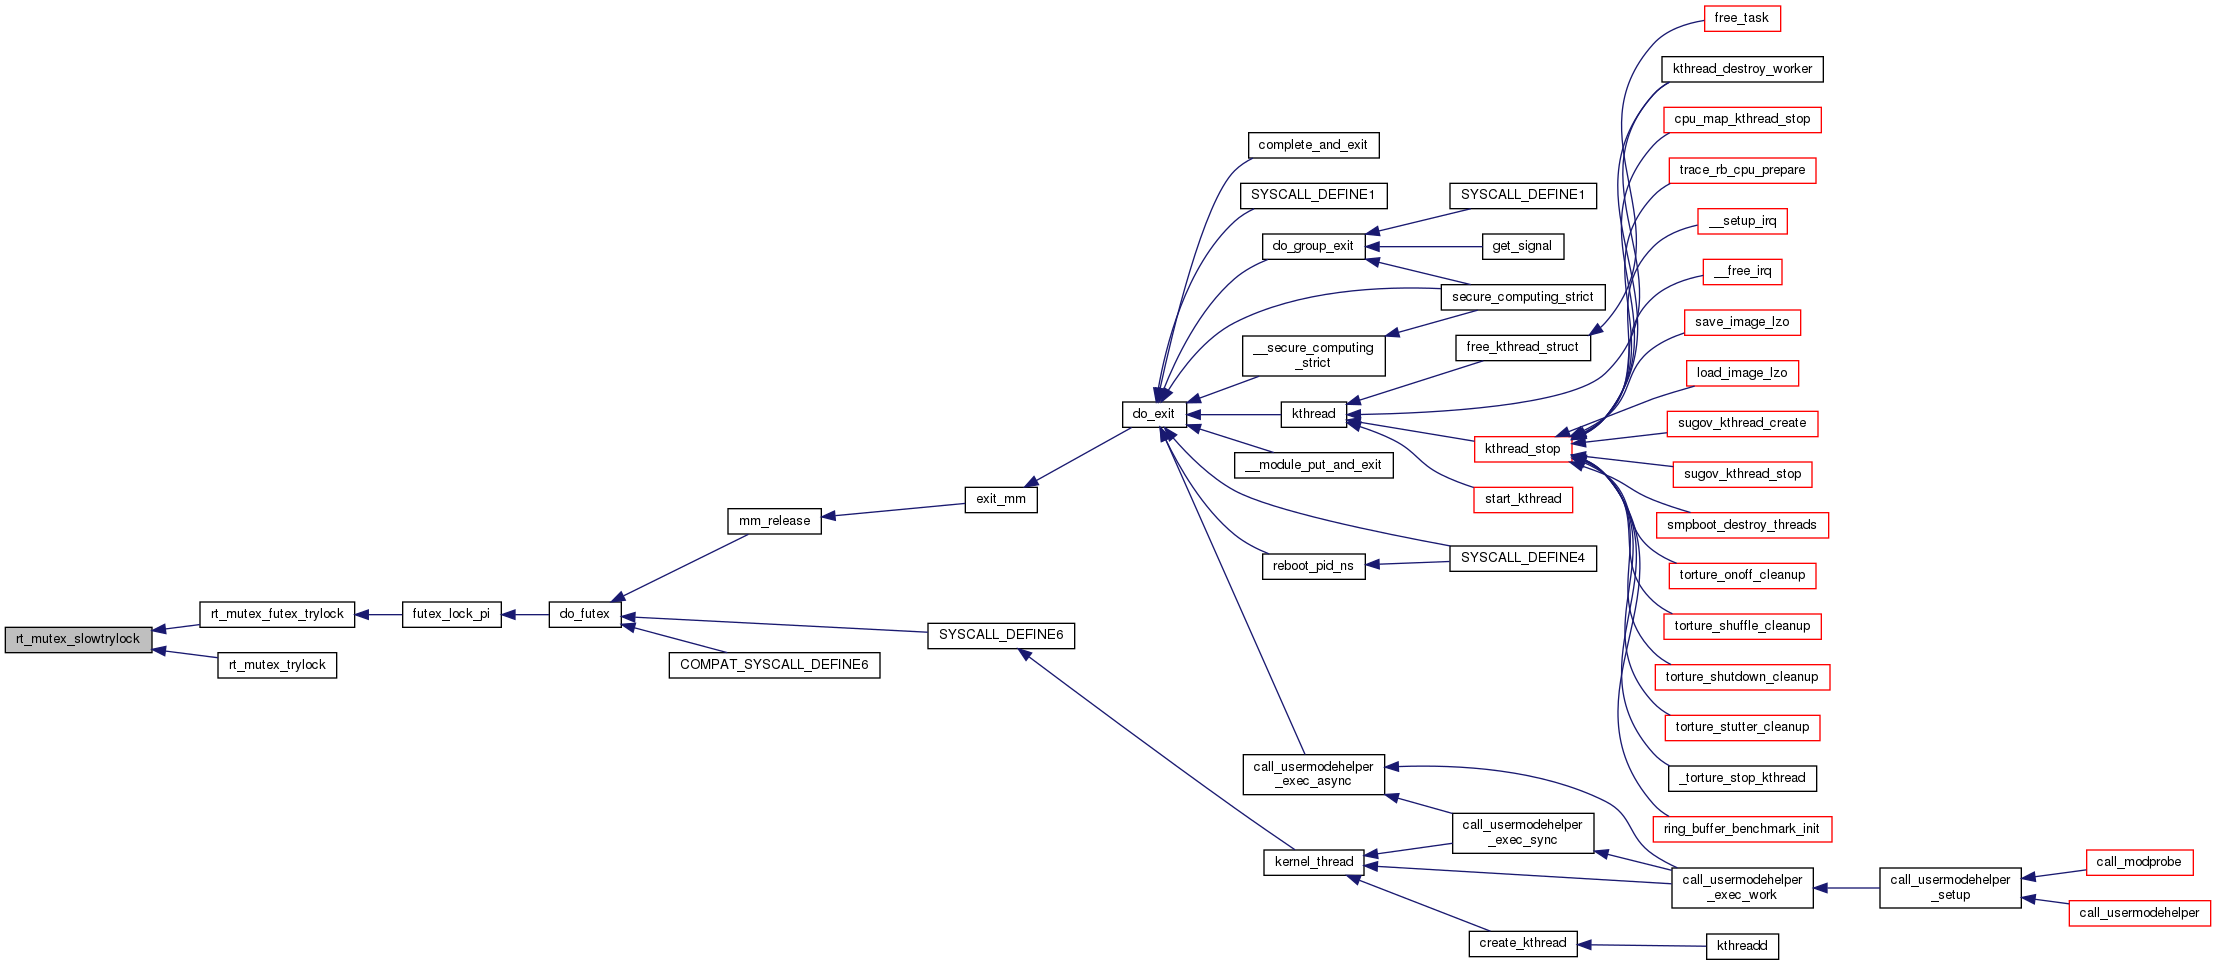 free_task
kthread_destroy_worker
cpu_map_kthread_stop
complete_and_exit
trace_rb_cpu_prepare
SYSCALL_DEFINE1
SYSCALL_DEFINE1
__setup_irq
do_group_exit
get_signal
__free_irq
secure_computing_strict
save_image_lzo
__secure_computing
_strict
free_kthread_struct
load_image_lzo
do_exit
kthread
sugov_kthread_create
kthread_stop
__module_put_and_exit
sugov_kthread_stop
exit_mm
start_kthread
mm_release
smpboot_destroy_threads
reboot_pid_ns
SYSCALL_DEFINE4
torture_onoff_cleanup
rt_mutex_futex_trylock
futex_lock_pi
do_futex
rt_mutex_slowtrylock
SYSCALL_DEFINE6
torture_shuffle_cleanup
rt_mutex_trylock
COMPAT_SYSCALL_DEFINE6
torture_shutdown_cleanup
torture_stutter_cleanup
call_usermodehelper
_exec_async
_torture_stop_kthread
call_usermodehelper
_exec_sync
ring_buffer_benchmark_init
kernel_thread
call_usermodehelper
_exec_work
call_usermodehelper
_setup
call_modprobe
call_usermodehelper
create_kthread
kthreadd